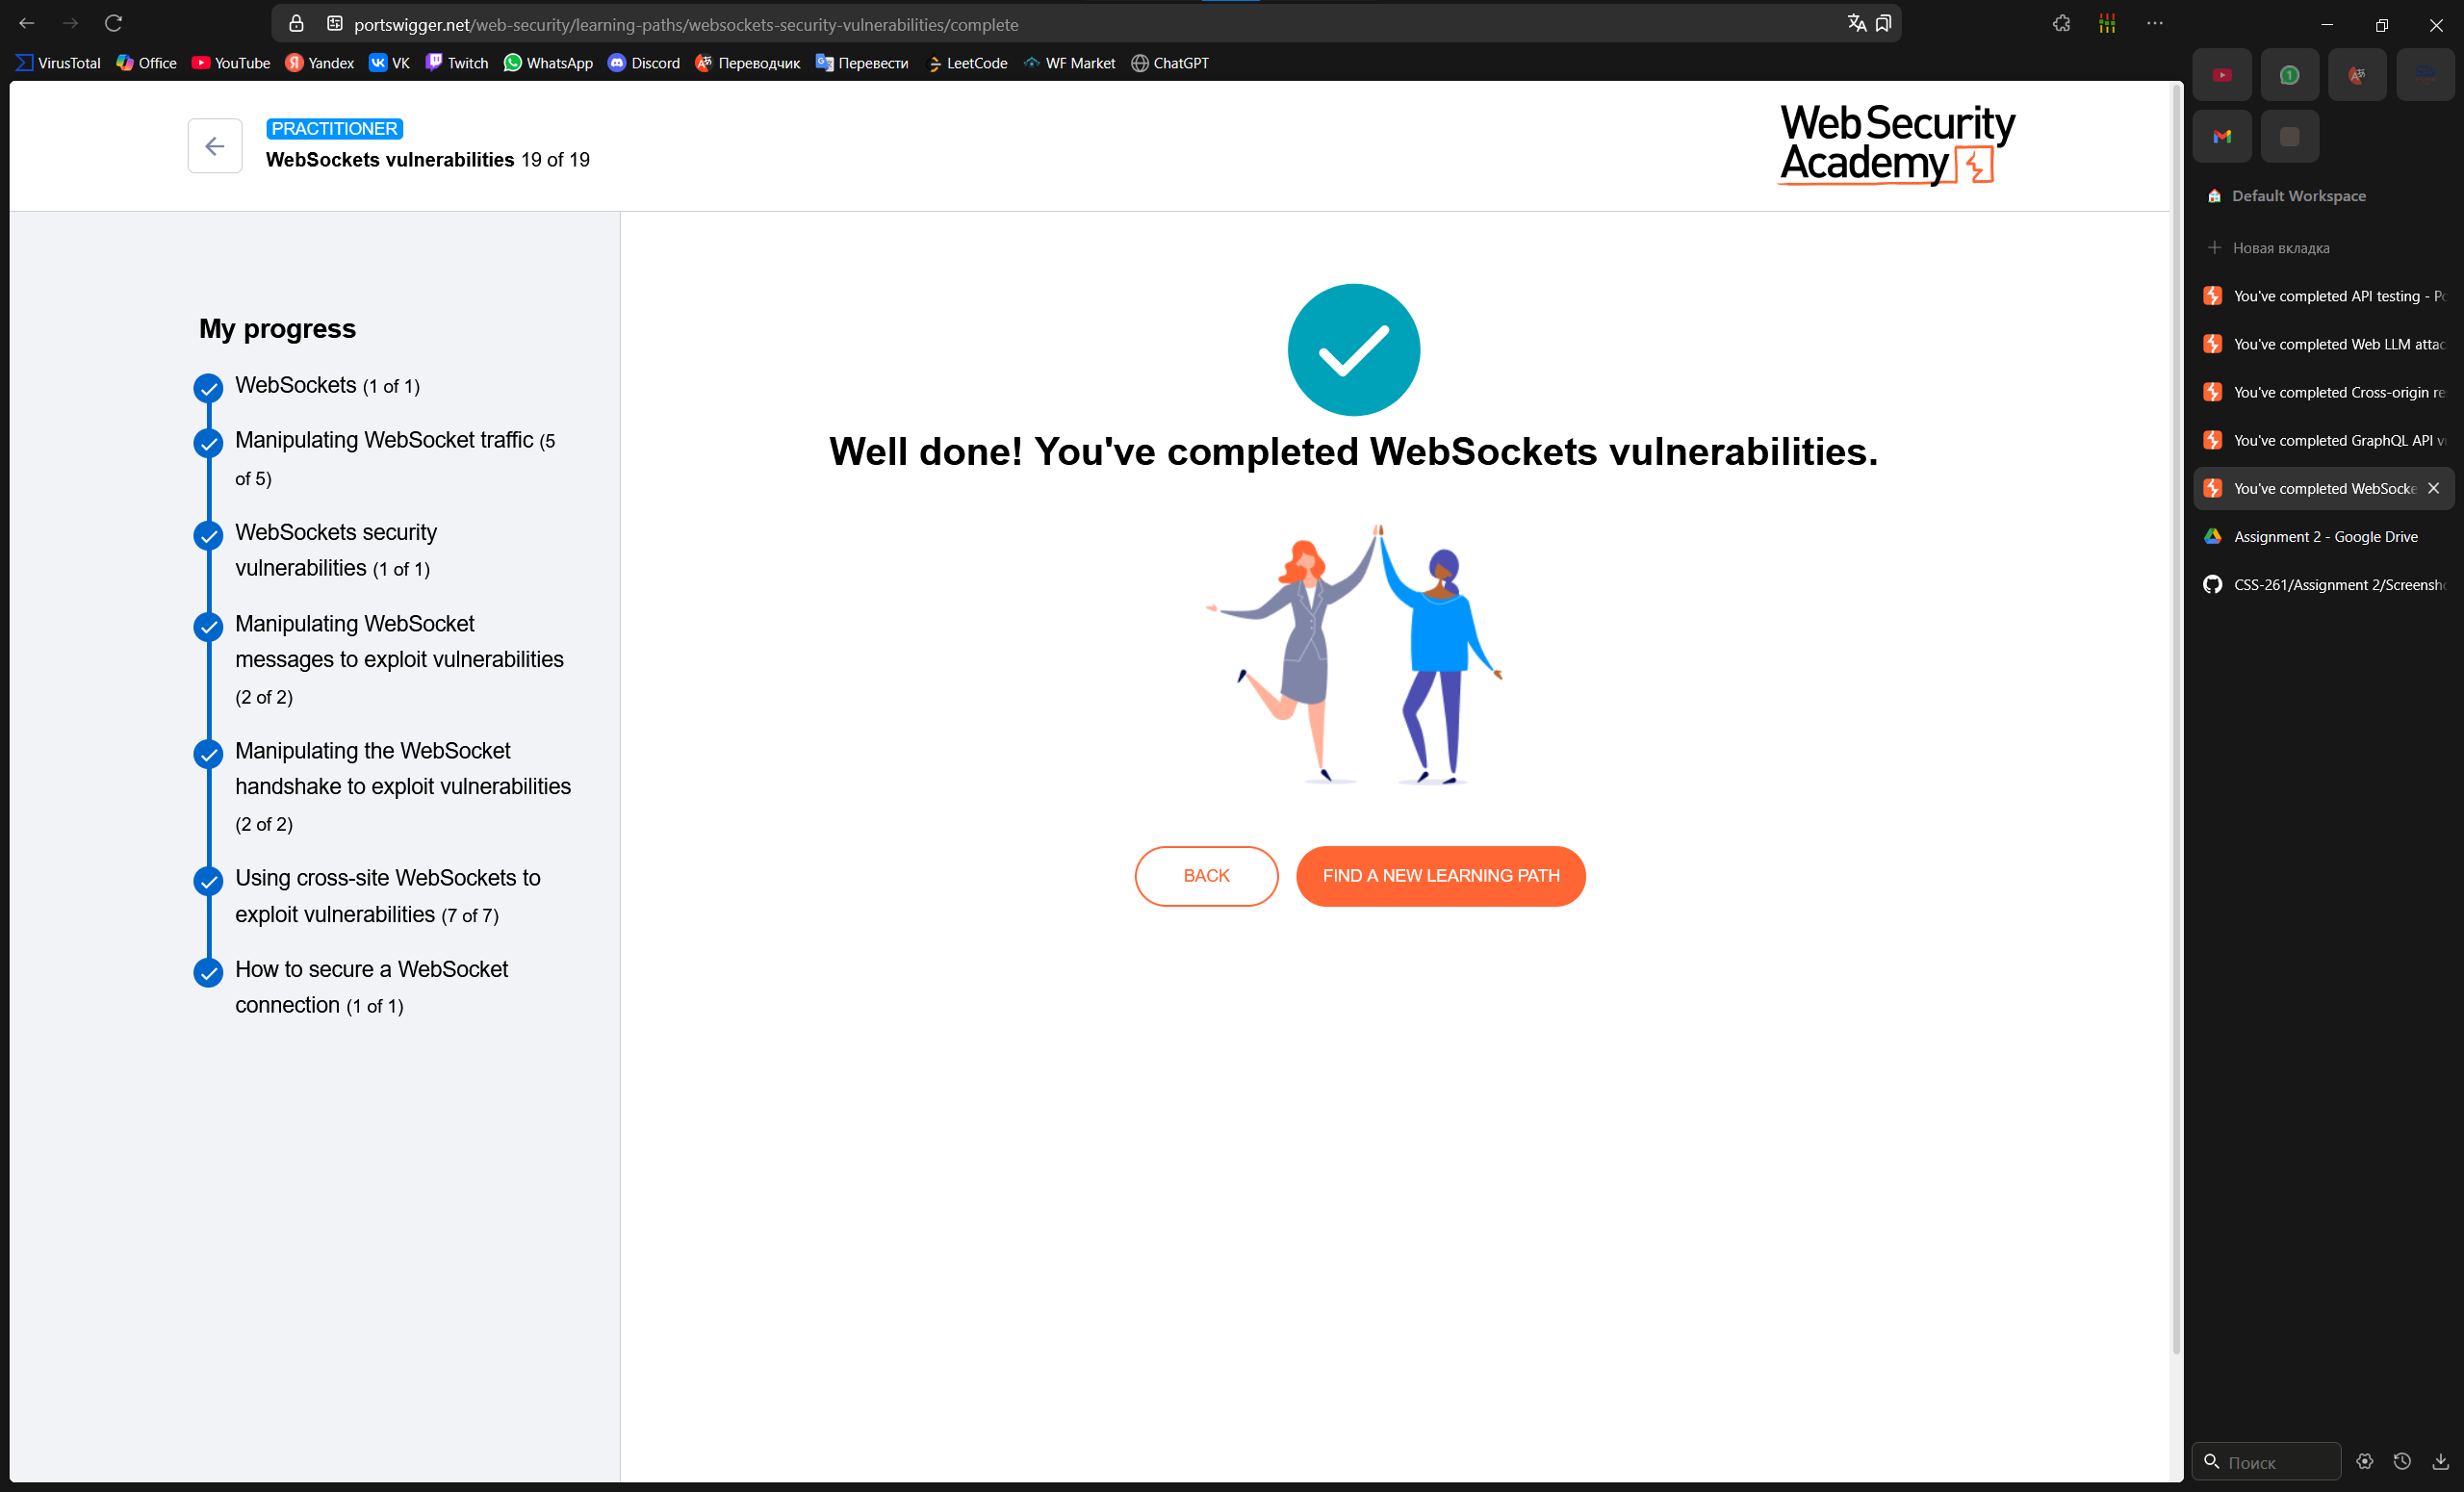 portswigger.net/web-security/learning-paths/websockets-security-vulnerabilities/complete
VirusTotal Office YouTube Yandex VK Twitch WhatsApp Discord Переводчик Перевести LeetCode WF Market ChatGPT
PRACTITIONER
WebSockets vulnerabilities 19 of 19
WebSecurity
Academy
My progress
WebSockets (1 of 1)
Manipulating WebSocket traffic (5
of 5)
WebSockets security
vulnerabilities (1 of 1)
Manipulating WebSocket
messages to exploit vulnerabilities
(2 of 2)
Manipulating the WebSocket
handshake to exploit vulnerabilities
(2 of 2)
Using cross-site WebSockets to
exploit vulnerabilities (7 of 7)
How to secure a WebSocket
connection (1 of 1)
Well done! You've completed WebSockets vulnerabilities.
BACK
FIND A NEW LEARNING PATH
Default Workspace
Новая вкладка
You've completed API testing - Po
You've completed Web LLM attac
You've completed Cross-origin re
You've completed GraphQL API v
You've completed WebSocke
Assignment 2 - Google Drive
CSS-261/Assignment 2/Screensho
Поиск